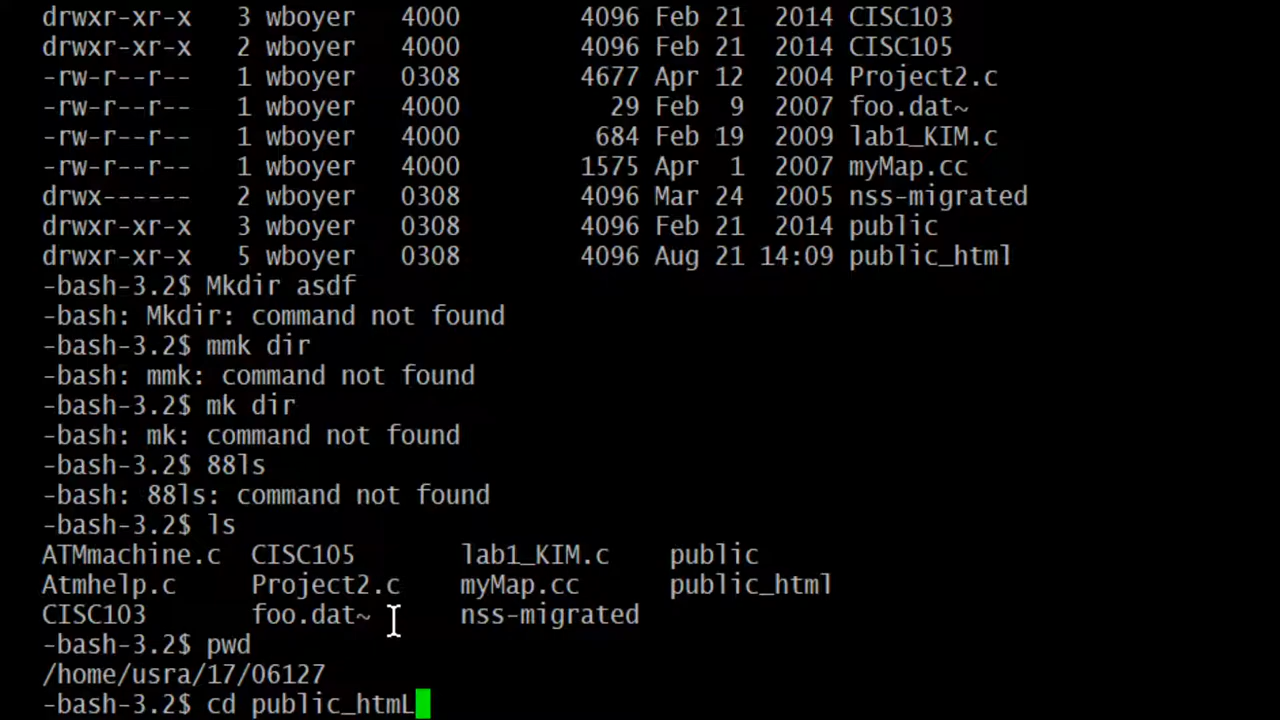 drwxr-xr-x 3 wboyer 4000 4096 Feb 21 2014 CISC103
drwxr-xr-x 2 wboyer 4000 4096 Feb 21 2014 CISC105
-rw-r--r-- 1 wboyer 0308 4677 Apr 12 2004 Project2.c
-rw-r--r-- 1 wboyer 4000 29 Feb 9 2007 foo.dat~
-rw-r--r-- 1 wboyer 4000 684 Feb 19 2009 lab1_KIM.c
-rw-r--r-- 1 wboyer 4000 1575 Apr 1 2007 myMap.cc
drwx------ 2 wboyer 0308 4096 Mar 24 2005 nss-migrated
drwxr-xr-x 3 wboyer 0308 4096 Feb 21 2014 public
drwxr-xr-x 5 wboyer 0308 4096 Aug 21 14:09 public_html
-bash-3.2$ Mkdir asdf
-bash: Mkdir: command not found
-bash-3.2$ mmk dir
-bash: mmk: command not found
-bash-3.2$ mk dir
-bash: mk: command not found
-bash-3.2$ 88ls
-bash: 88ls: command not found
-bash-3.2$ ls
ATMmachine.c CISC105 lab1_KIM.c public
Atmhelp.c Project2.c myMap.cc public_html
CISC103 foo.dat~ nss-migrated
-bash-3.2$ pwd
/home/usra/17/06127
-bash-3.2$ cd public_htmL